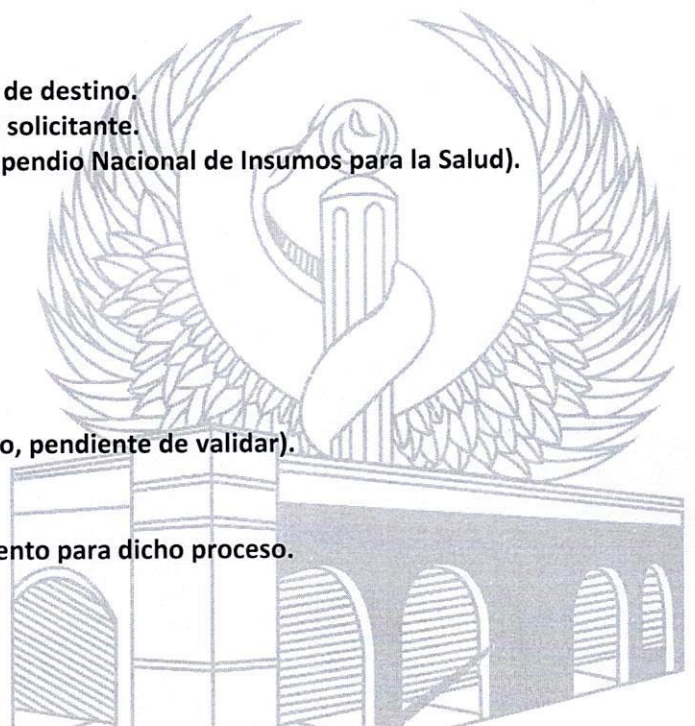 de destino.
solicitante.
pendio Nacional de Insumos para la Salud).
o, pendiente de validar).
ento para dicho proceso.